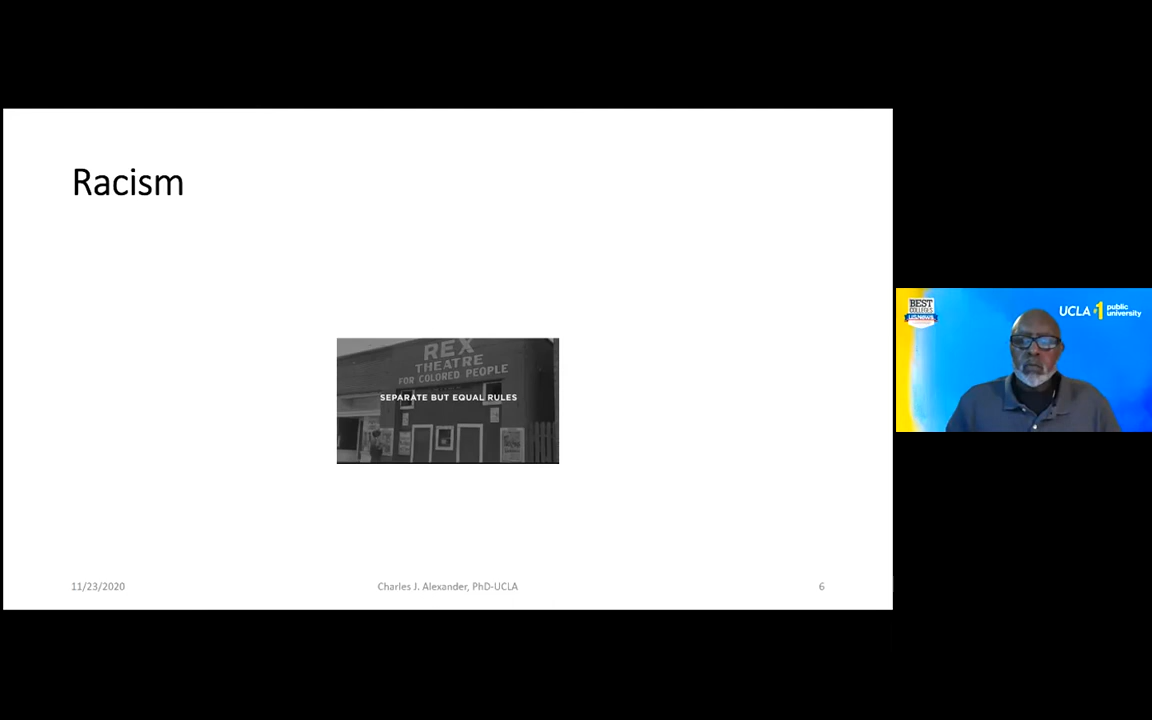 Racism
REX
THEATRE
FOR COLORED PEOPLE
SEPARATE BUT EQUAL RULES
11/23/2020
Charles J. Alexander, PhD-UCLA
6
BEST
COLLEGES
U.S.News
UCLA #1 public
university